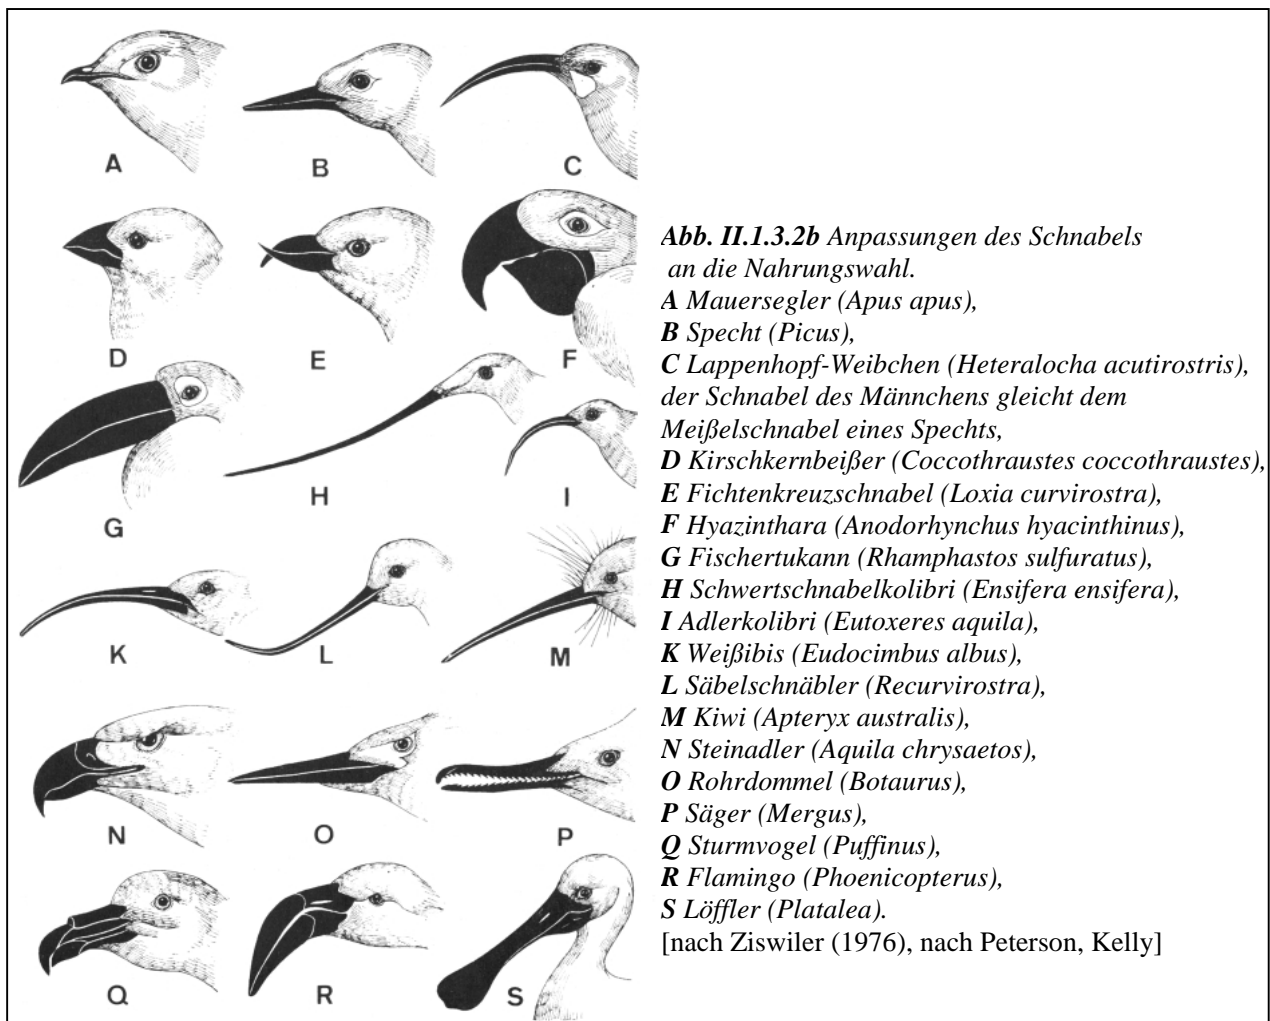 A
B
C
D
E
F
G
H
I
K
L
M
N
O
P
Q
R
S
Abb. II.1.3.2b Anpassungen des Schnabels
an die Nahrungswahl.
A Mauersegler (Apus apus),
B Specht (Picus),
C Lappenhopf-Weibchen (Heteralocha acutirostris),
der Schnabel des Männchens gleicht dem
Meißelschnabel eines Spechts,
D Kirschkernbeißer (Coccothraustes coccothraustes),
E Fichtenkreuzschnabel (Loxia curvirostra),
F Hyazinthara (Anodorhynchus hyacinthinus),
G Fischertukann (Rhamphastos sulfuratus),
H Schwertschnabelkolibri (Ensifera ensifera),
I Adlerkolibri (Eutoxeres aquila),
K Weißibis (Eudocimbus albus),
L Säbelschnäbler (Recurvirostra),
M Kiwi (Apteryx australis),
N Steinadler (Aquila chrysaetos),
O Rohrdommel (Botaurus),
P Säger (Mergus),
Q Sturmvogel (Puffinus),
R Flamingo (Phoenicopterus),
S Löffler (Platalea).
[nach Ziswiler (1976), nach Peterson, Kelly]